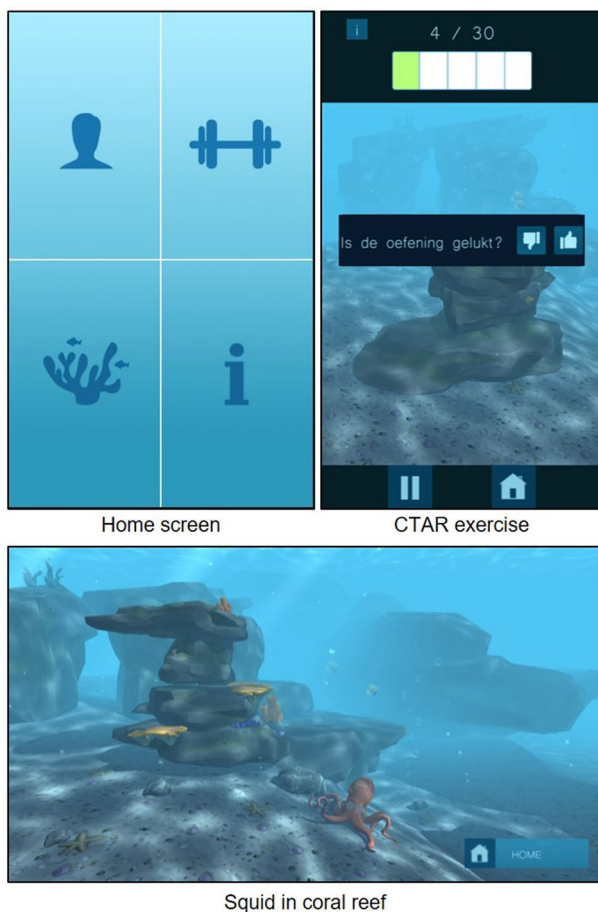 i
Home screen
i
4 / 30
Is de oefening gelukt?
CTAR exercise
HOME
Squid in coral reef